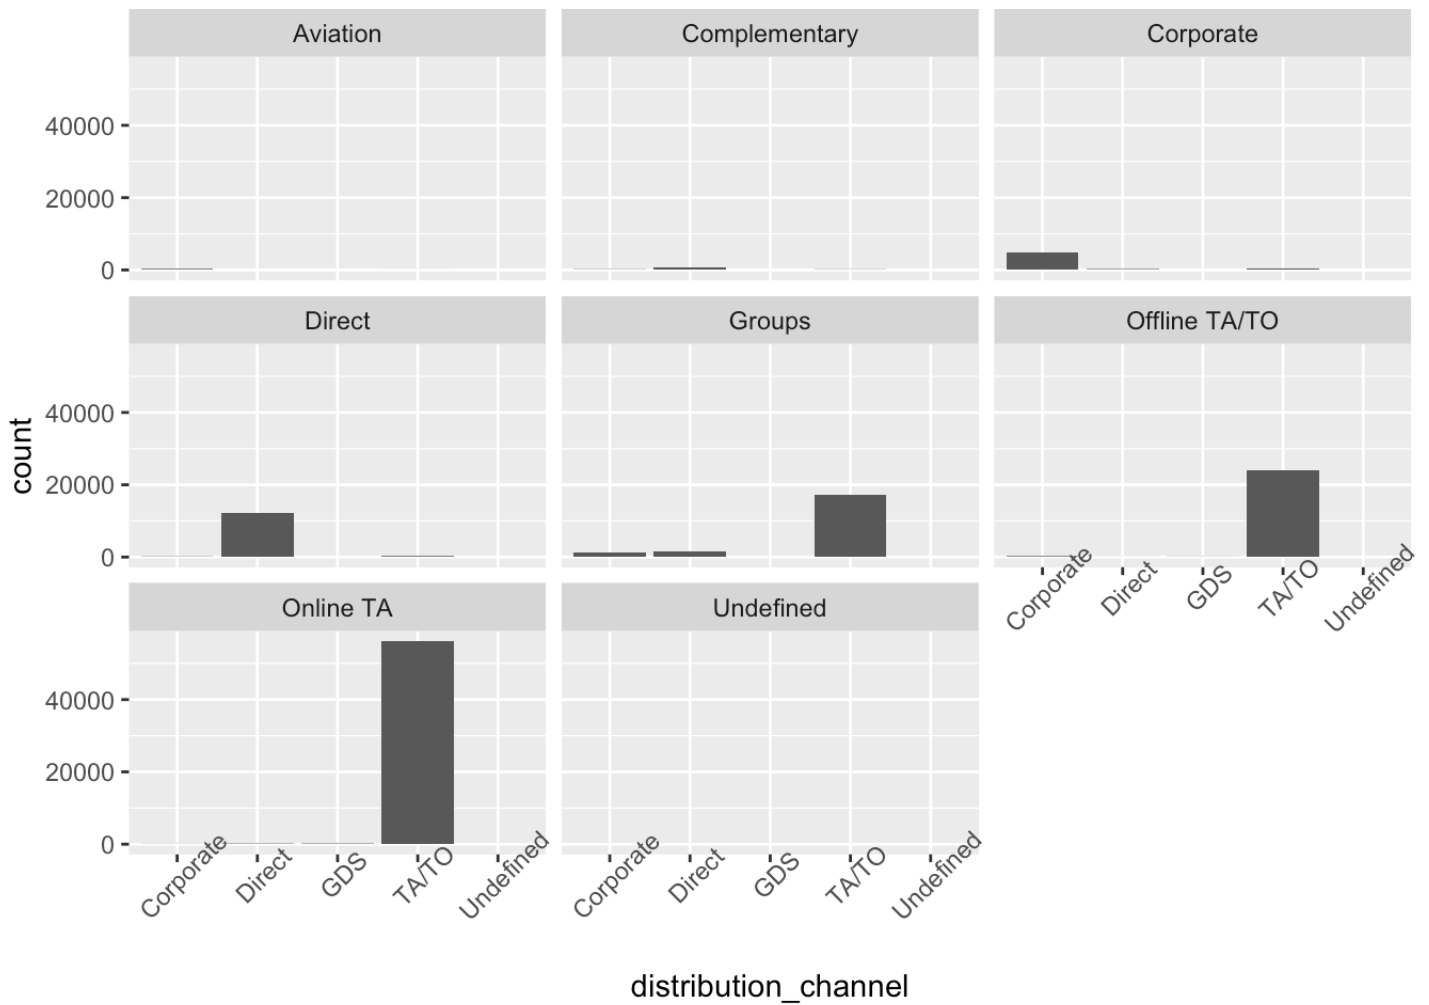 Aviation
Complementary
Corporate
40000
20000
0
Direct
Groups
Offline TA/TO
count
40000
20000
0
Corporate
Direct
GDS
TA/TO
Undefined
Online TA
Undefined
40000
20000
0
Corporate
Direct
GDS
TA/TO
Undefined
Corporate
Direct
GDS
TA/TO
Undefined
distribution_channel